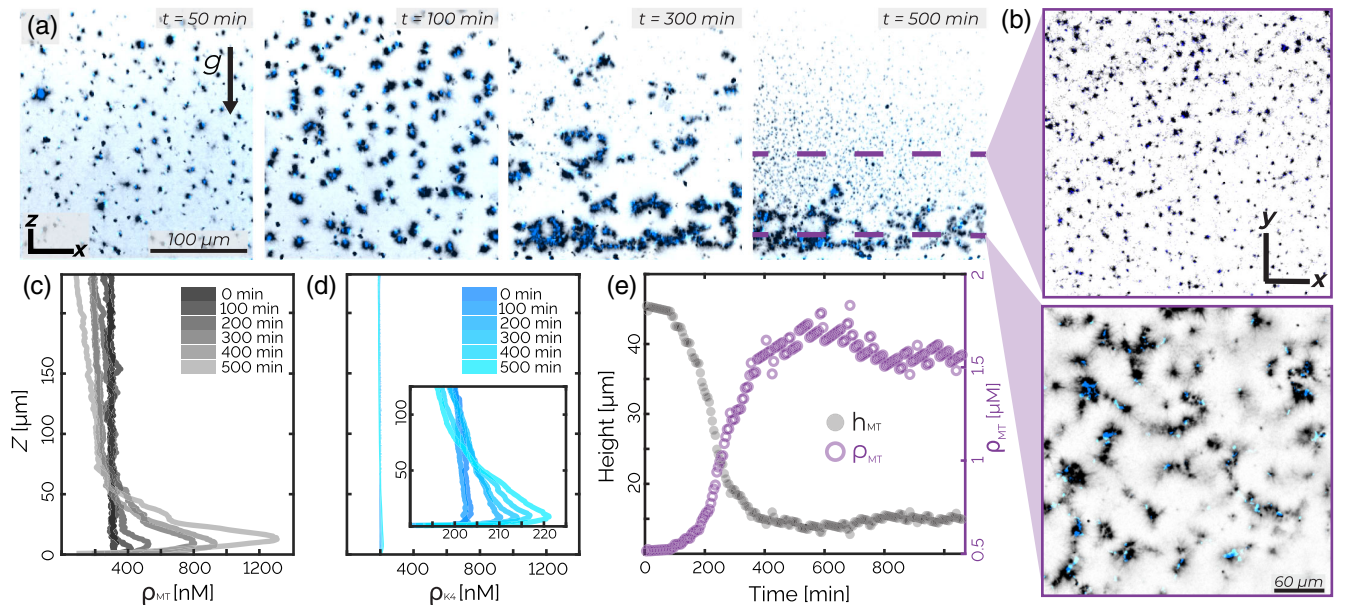 (a)
t = 50 min
t = 100 min
t = 300 min
t = 500 min
(b)
g
z
x
100 µm
y
x
60 µm
(c)
0 min
100 min
200 min
300 min
400 min
500 min
Z [µm]
150
100
50
0
400
800
1200
ρMT [nM]
(d)
0 min
100 min
200 min
300 min
400 min
500 min
100
50
200
210
220
400
800
1200
ρK4 [nM]
(e)
Height [µm]
40
30
20
hMT
ρMT
2
1.5
1
0.5
ρMT [µM]
0
200
400
600
800
Time [min]